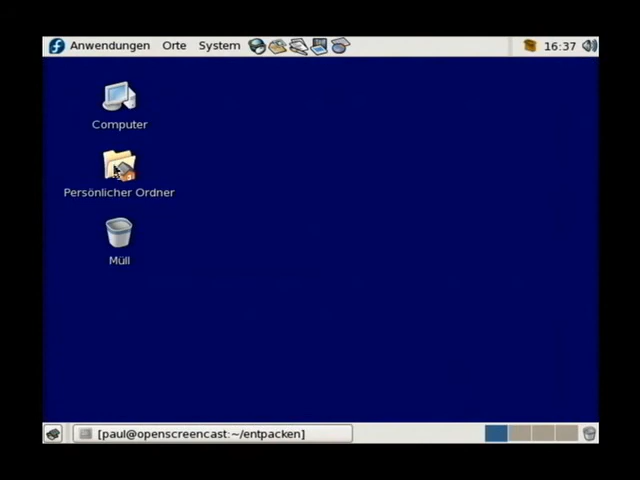 Anwendungen Orte System 16:37
Computer
Persönlicher Ordner
Müll
[paul@openscreencast:~/entpacken]